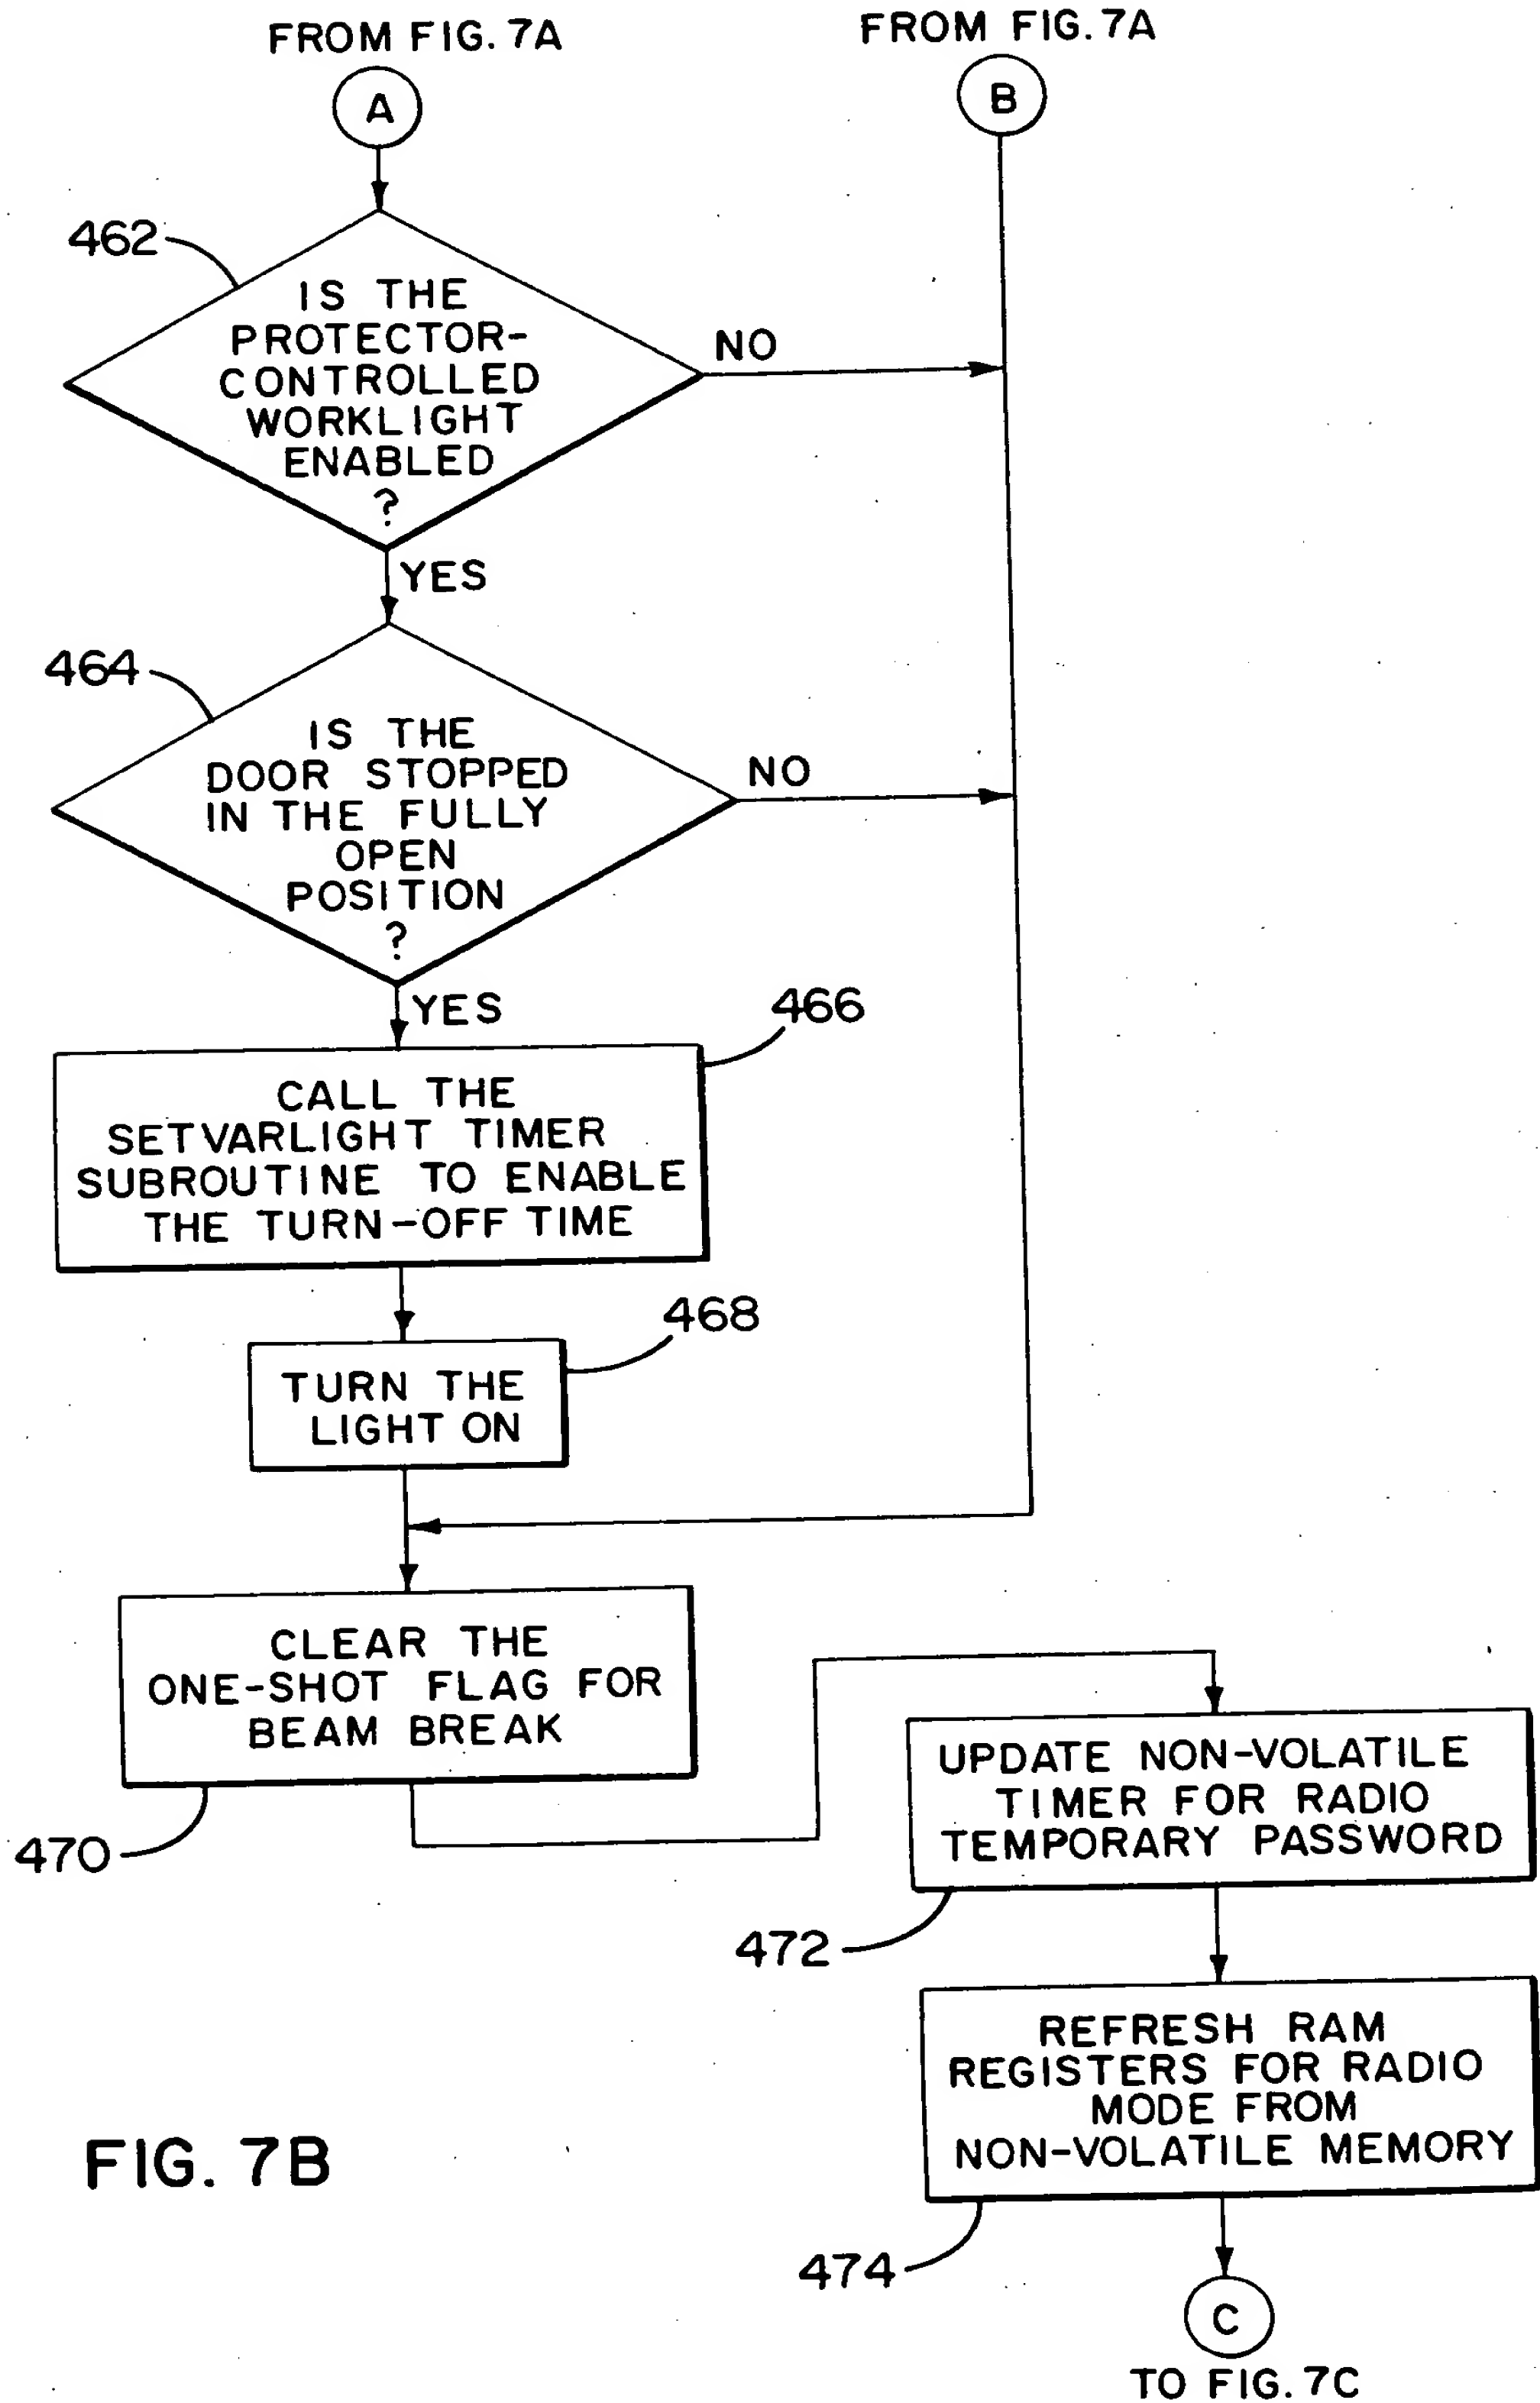 FROM FIG. 7A
A
FROM FIG. 7A
B
462
IS THE
PROTECTOR-
CONTROLLED
WORKLIGHT
ENABLED
?
NO
YES
464
IS THE
DOOR STOPPED
IN THE FULLY
OPEN
POSITION
?
NO
YES
466
CALL THE
SETVARLIGHT TIMER
SUBROUTINE TO ENABLE
THE TURN-OFF TIME
468
TURN THE
LIGHT ON
CLEAR THE
ONE-SHOT FLAG FOR
BEAM BREAK
470
UPDATE NON-VOLATILE
TIMER FOR RADIO
TEMPORARY PASSWORD
472
REFRESH RAM
REGISTERS FOR RADIO
MODE FROM
NON-VOLATILE MEMORY
474
C
TO FIG. 7C
FIG. 7B